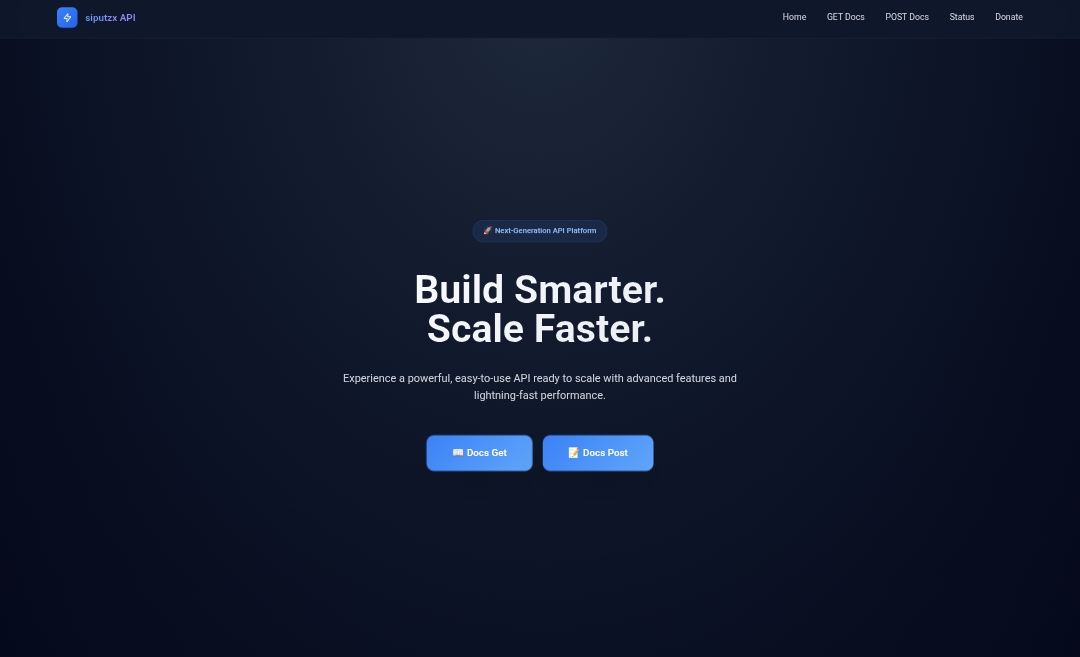 siputzx API
Home
GET Docs
POST Docs
Status
Donate
🚀 Next-Generation API Platform
Build Smarter.
Scale Faster.
Experience a powerful, easy-to-use API ready to scale with advanced features and
lightning-fast performance.
📖 Docs Get
📝 Docs Post